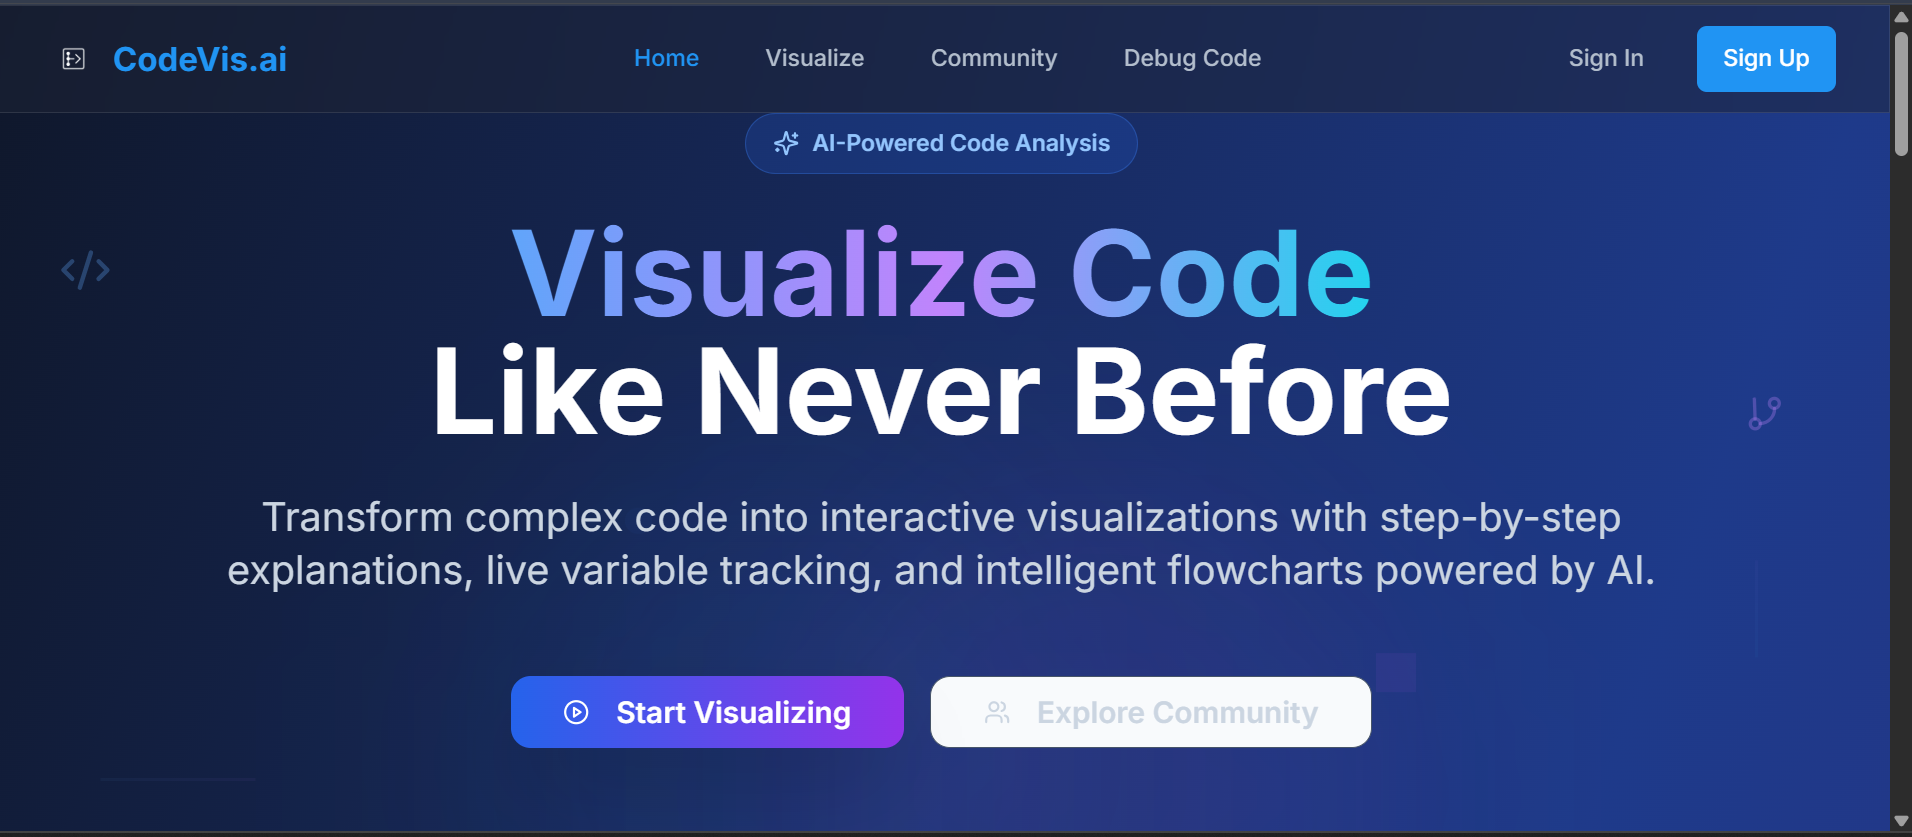 CodeVis.ai
Home
Visualize
Community
Debug Code
Sign In
Sign Up
AI-Powered Code Analysis
Visualize Code
Like Never Before
Transform complex code into interactive visualizations with step-by-step
explanations, live variable tracking, and intelligent flowcharts powered by AI.
Start Visualizing
Explore Community